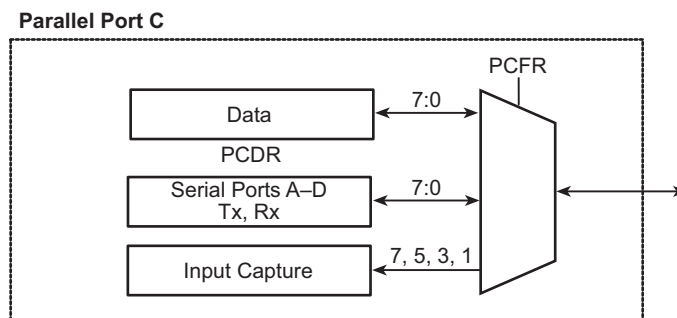 Parallel Port C
PCFR
7:0
Data
PCDR
Serial Ports A–D
7:0
Tx, Rx
7, 5, 3, 1
Input Capture